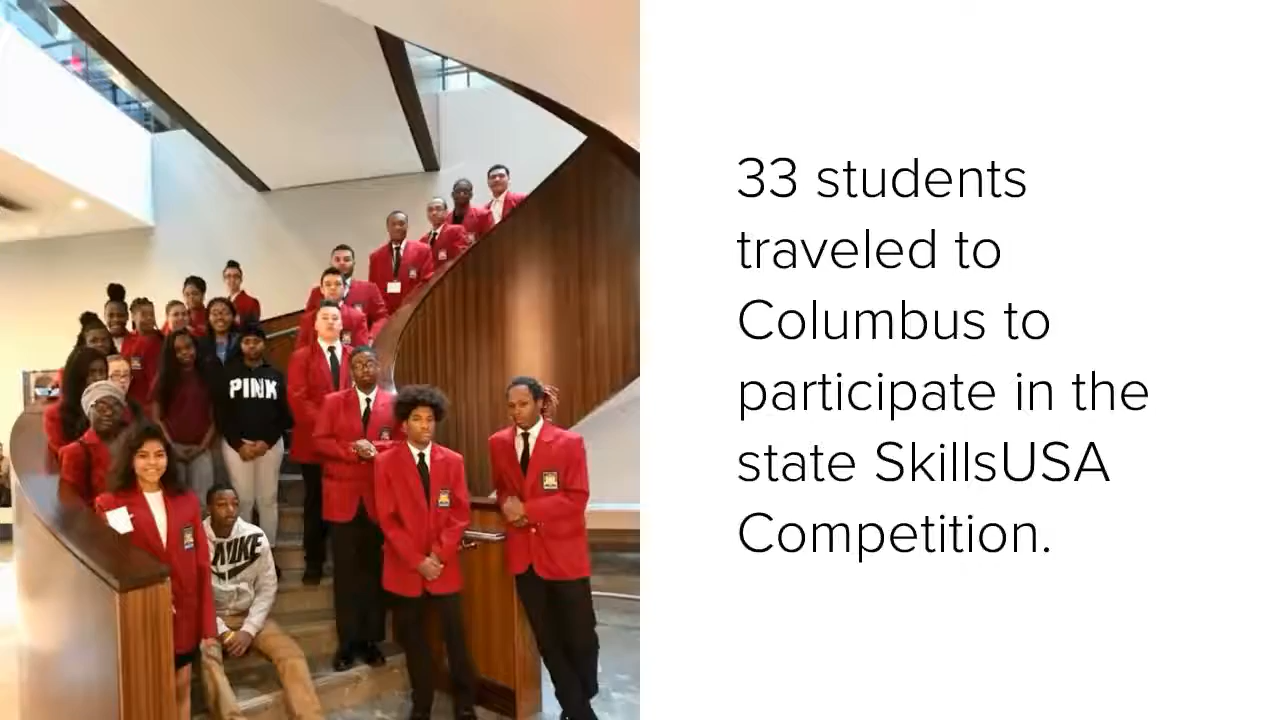 PINK
NIKE
33 students
traveled to
Columbus to
participate in the
state SkillsUSA
Competition.